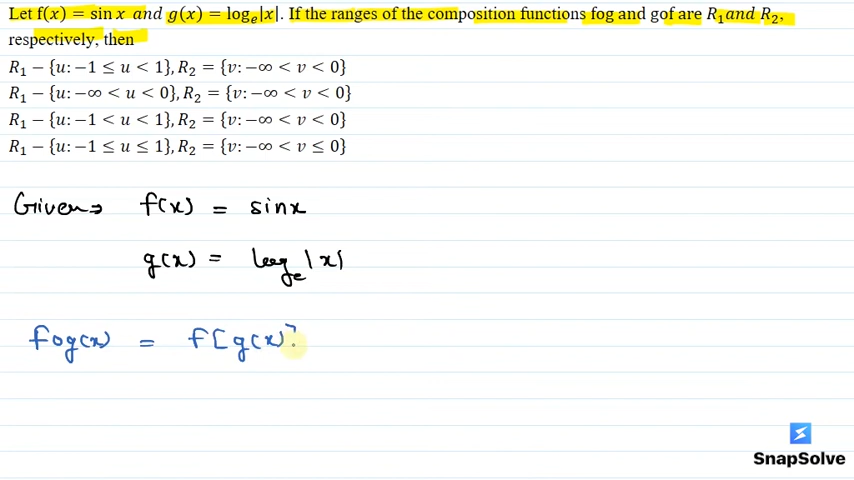 Let f(x) = sin x and g(x) = logₑ|x|. If the ranges of the composition functions fog and gof are R₁and R₂,
respectively, then
R₁ − {u: −1 ≤ u < 1}, R₂ = {v: −∞ < v < 0}
R₁ − {u: −∞ < u < 0}, R₂ = {v: −∞ < v < 0}
R₁ − {u: −1 < u < 1}, R₂ = {v: −∞ < v < 0}
R₁ − {u: −1 ≤ u ≤ 1}, R₂ = {v: −∞ < v ≤ 0}
Given⇒ f(x) = sinx
g(x) = logₑ|x|
fog(x) = f[g(x)]
SnapSolve